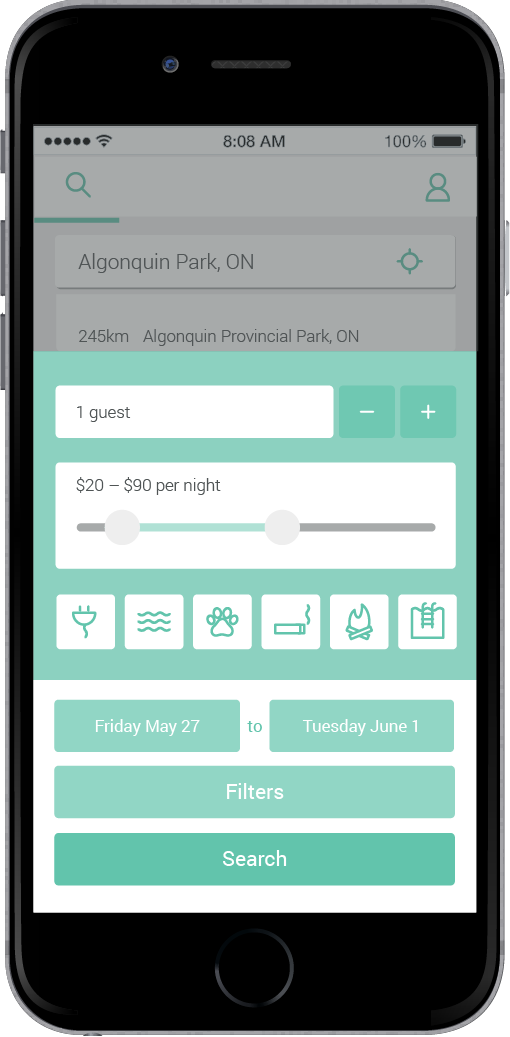 8:08 AM 100%
Algonquin Park, ON
245km Algonquin Provincial Park, ON
1 guest
$20 – $90 per night
Friday May 27 to Tuesday June 1
Filters
Search